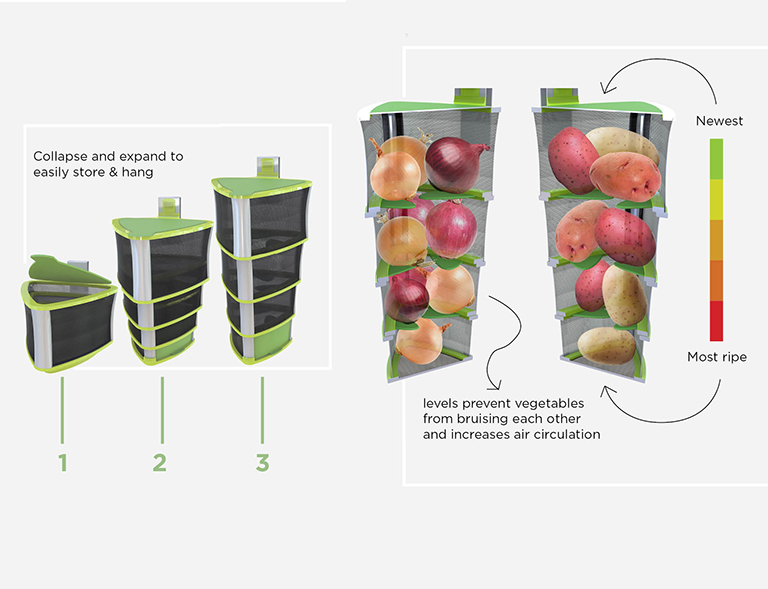 Collapse and expand to
easily store & hang
1
2
3
Newest
Most ripe
levels prevent vegetables
from bruising each other
and increases air circulation